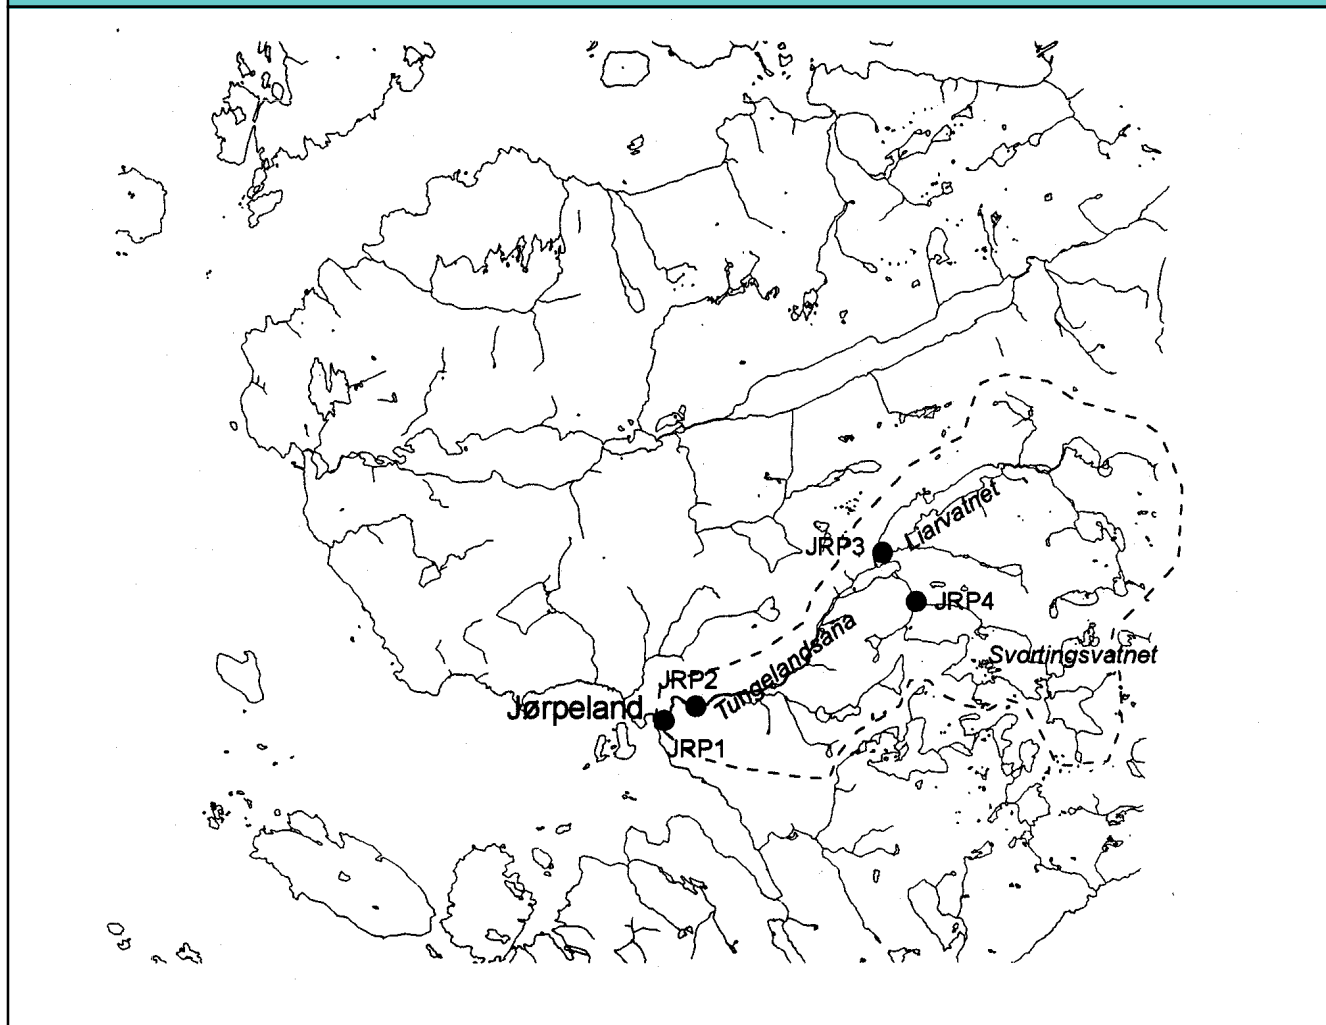 Liarvatnet
JRP3
JRP4
Tungelandsåna
Svortingsvatnet
JRP2
Jørpeland
JRP1